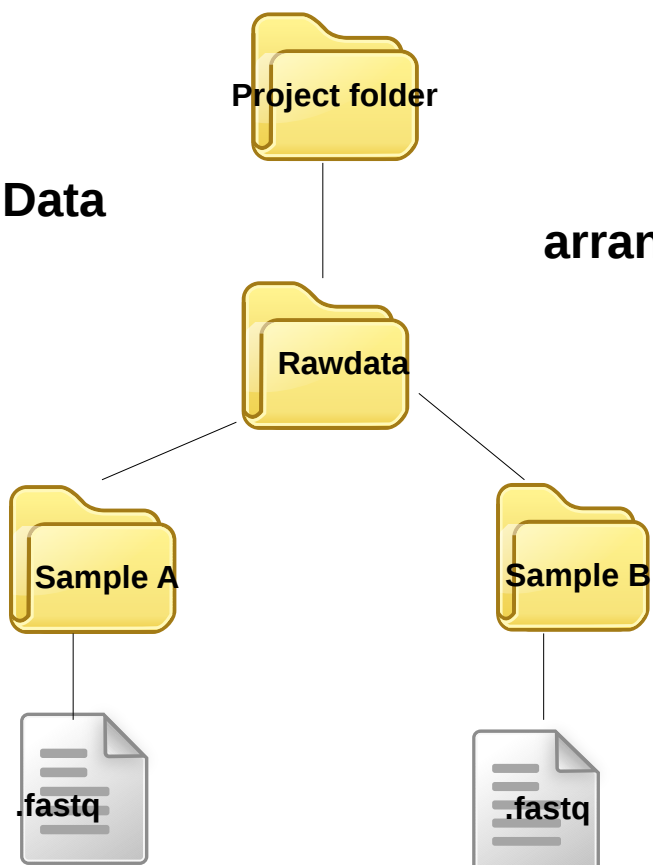 Project folder
Data
arran
Rawdata
Sample A
Sample B
.fastq
.fastq